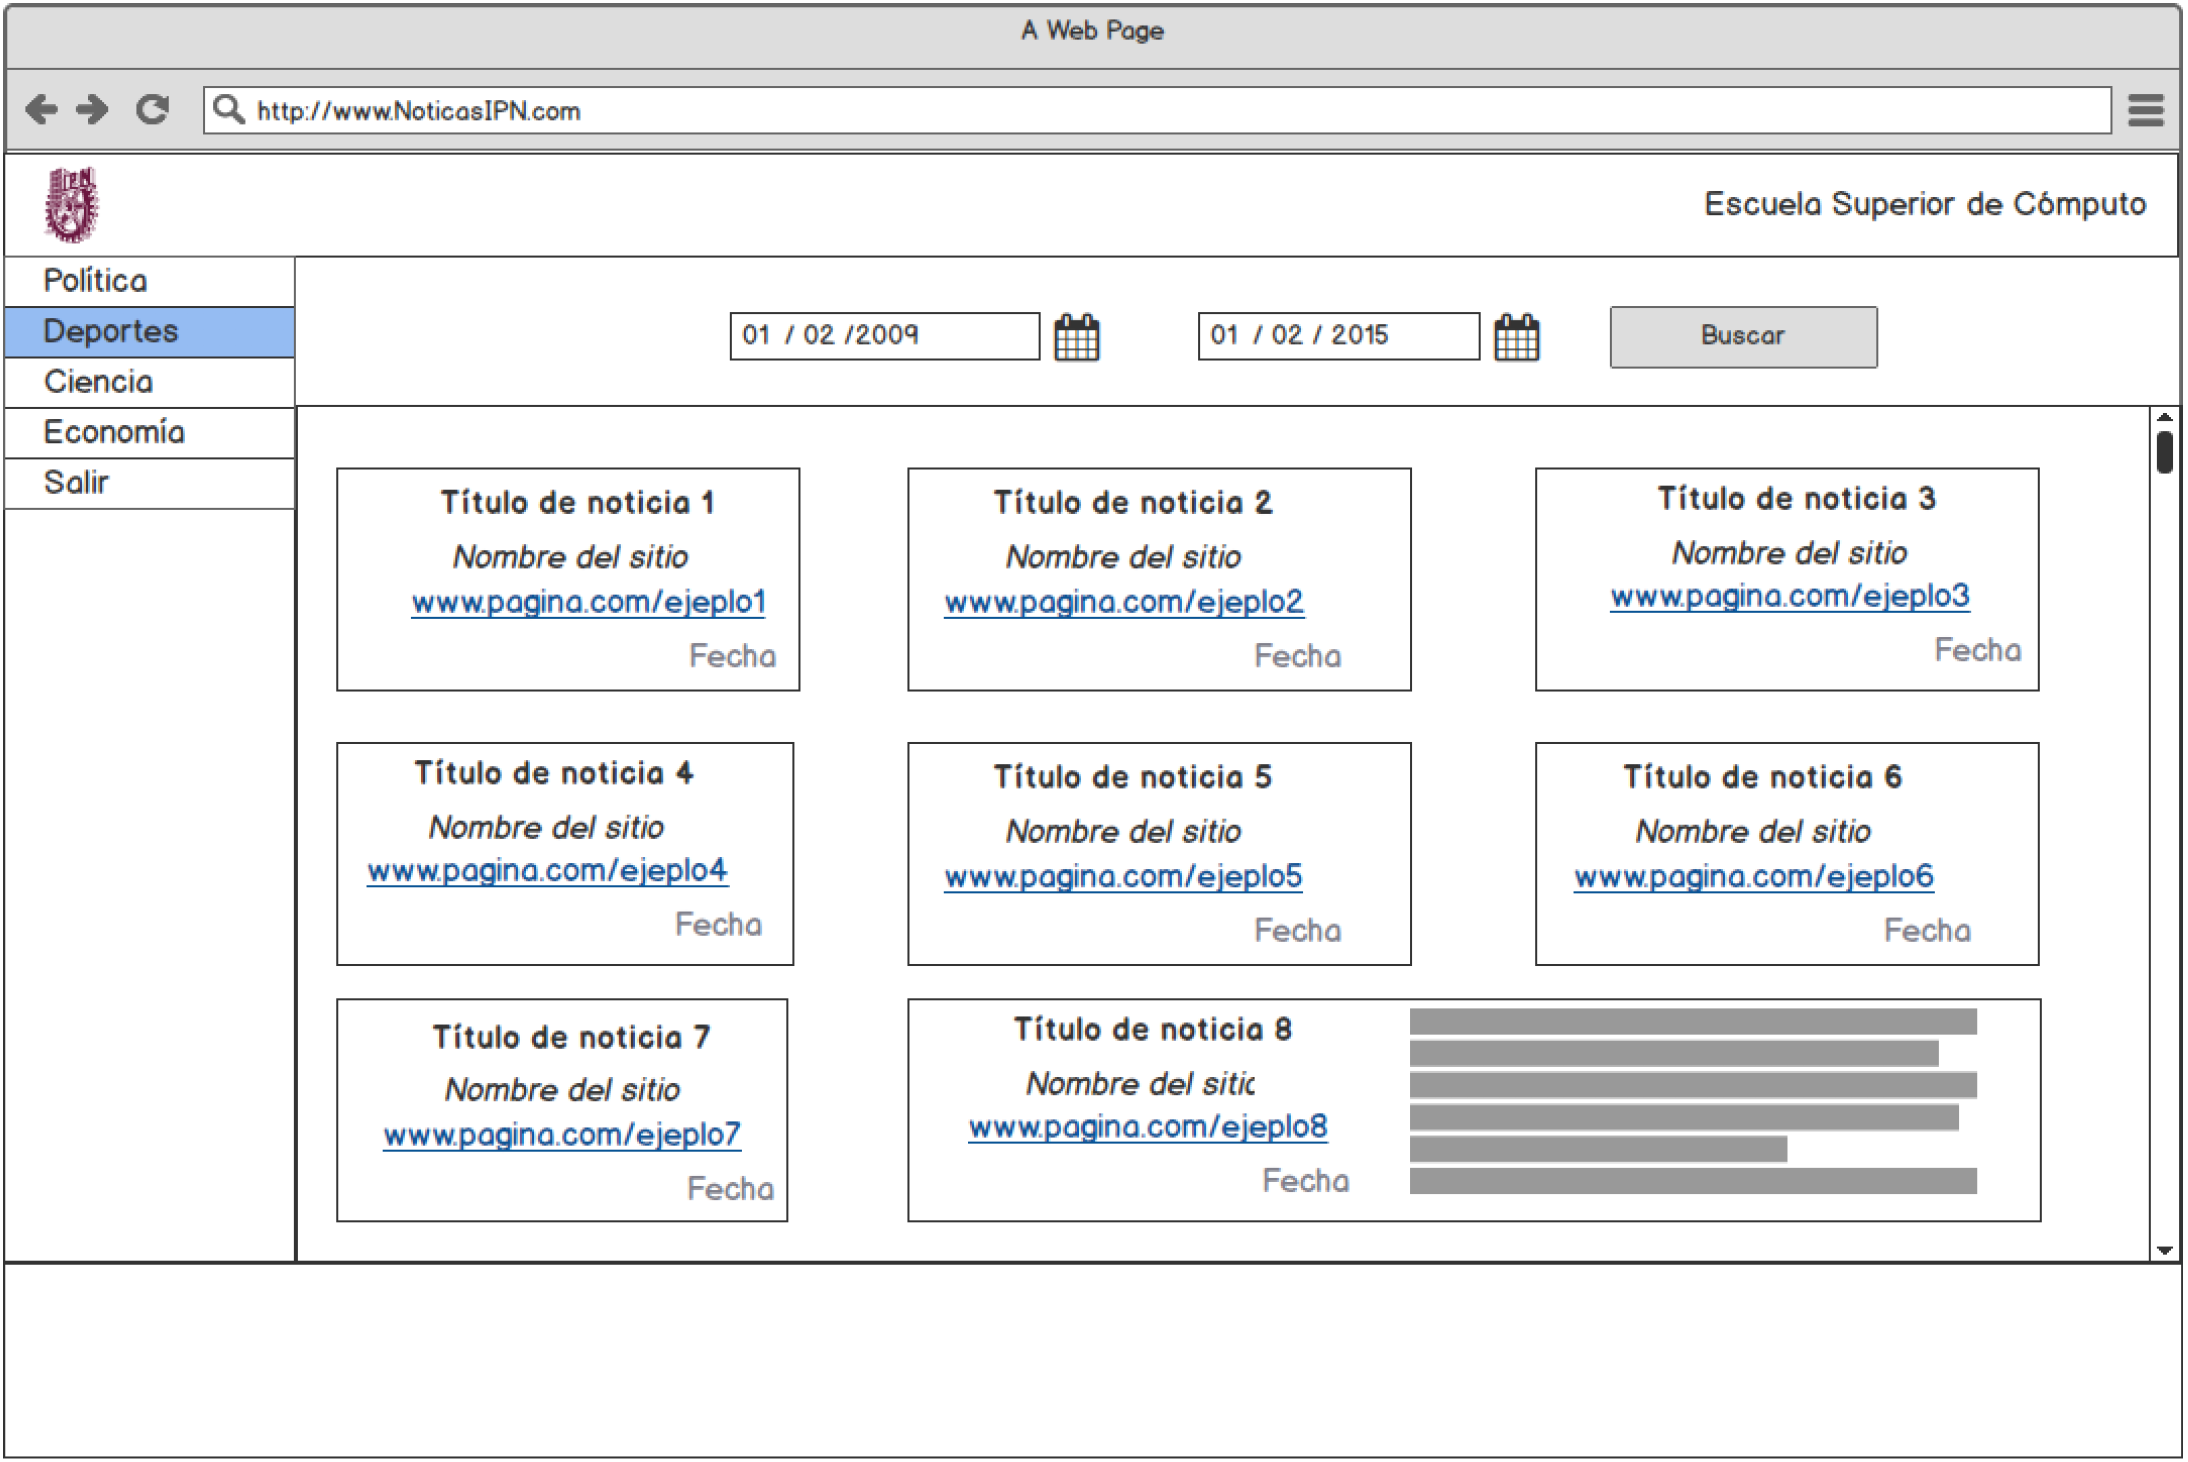 A Web Page
http://www.NoticasIPN.com
IPN
Escuela Superior de Cómputo
Política
Deportes
Ciencia
Economía
Salir
01 / 02 /2009
01 / 02 / 2015
Buscar
Título de noticia 1
Nombre del sitio
www.pagina.com/ejeplo1
Fecha
Título de noticia 2
Nombre del sitio
www.pagina.com/ejeplo2
Fecha
Título de noticia 3
Nombre del sitio
www.pagina.com/ejeplo3
Fecha
Título de noticia 4
Nombre del sitio
www.pagina.com/ejeplo4
Fecha
Título de noticia 5
Nombre del sitio
www.pagina.com/ejeplo5
Fecha
Título de noticia 6
Nombre del sitio
www.pagina.com/ejeplo6
Fecha
Título de noticia 7
Nombre del sitio
www.pagina.com/ejeplo7
Fecha
Título de noticia 8
Nombre del sitio
www.pagina.com/ejeplo8
Fecha